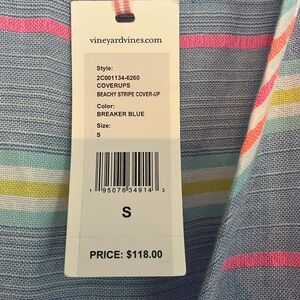 vineyardvines.com
Style:
2C001134-6260
COVERUPS
BEACHY STRIPE COVER-UP
Color:
BREAKER BLUE
Size:
S
1 95076 34914 3
S
PRICE: $118.00